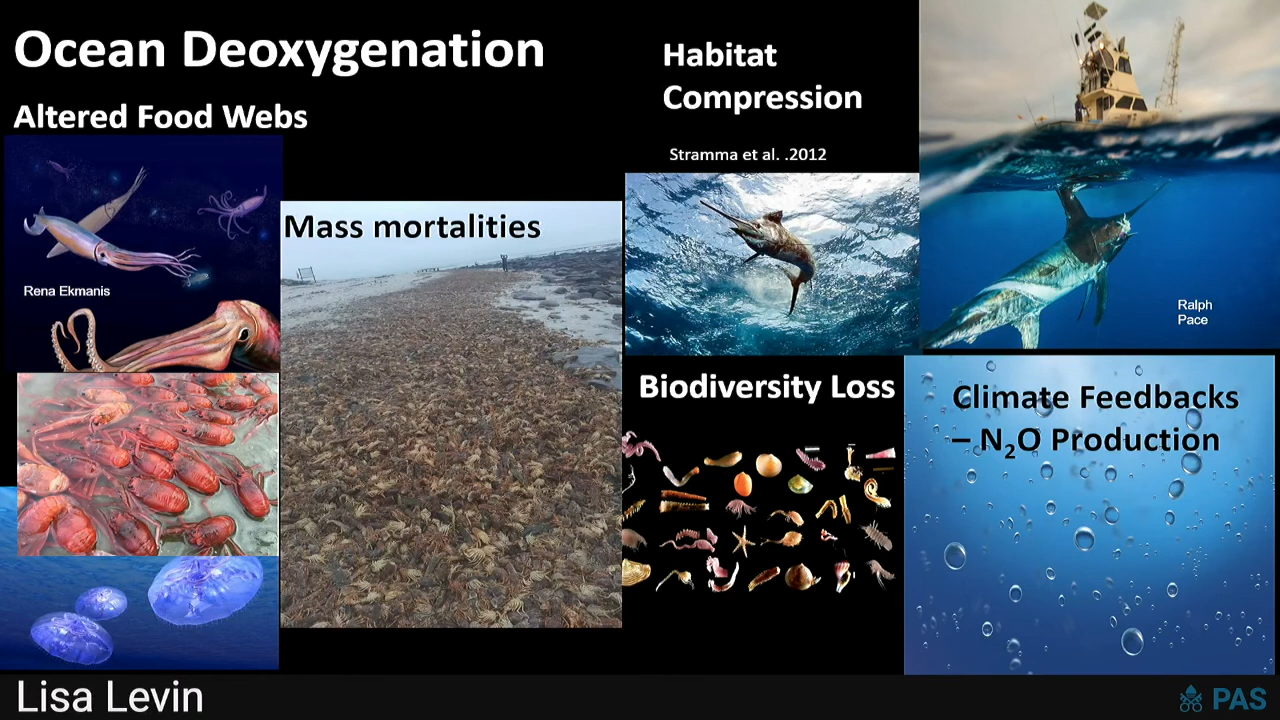 Ocean Deoxygenation
Altered Food Webs
Rena Ekmanis
Mass mortalities
Habitat
Compression
Stramma et al. .2012
Ralph
Pace
Biodiversity Loss
Climate Feedbacks
– N₂O Production
Lisa Levin
PAS